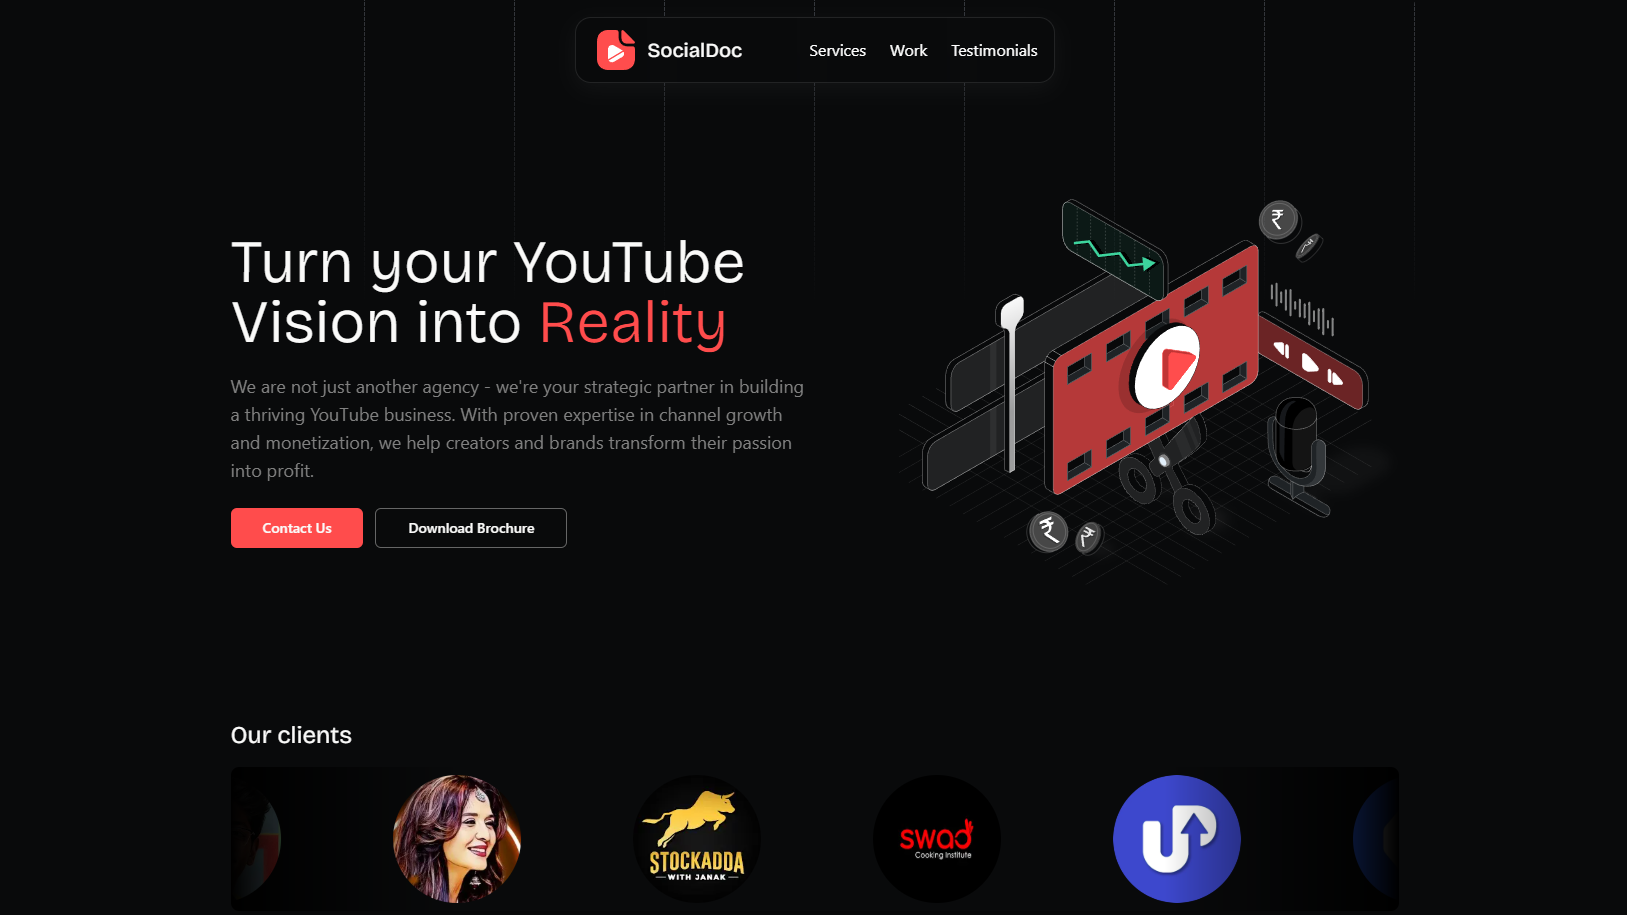 SocialDoc
Services Work Testimonials
Turn your YouTube
Vision into Reality
We are not just another agency - we're your strategic partner in building
a thriving YouTube business. With proven expertise in channel growth
and monetization, we help creators and brands transform their passion
into profit.
Contact Us
Download Brochure
₹
₹
₹
Our clients
STOCKADDA
WITH JANAK
swad
Cooking Institute
UP